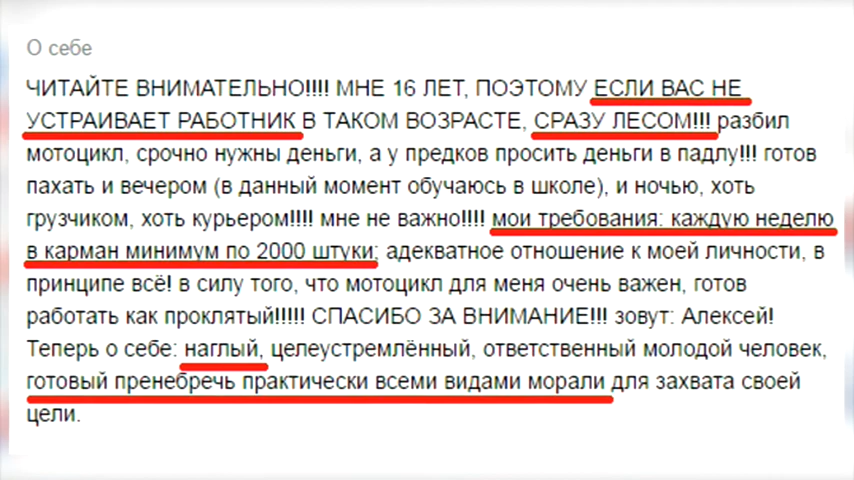 О себе
ЧИТАЙТЕ ВНИМАТЕЛЬНО!!!! МНЕ 16 ЛЕТ, ПОЭТОМУ ЕСЛИ ВАС НЕ
УСТРАИВАЕТ РАБОТНИК В ТАКОМ ВОЗРАСТЕ, СРАЗУ ЛЕСОМ!!! разбил
мотоцикл, срочно нужны деньги, а у предков просить деньги в падлу!!! готов
пахать и вечером (в данный момент обучаюсь в школе), и ночью, хоть
грузчиком, хоть курьером!!!! мне не важно!!!! мои требования: каждую неделю
в карман минимум по 2000 штуки; адекватное отношение к моей личности, в
принципе всё! в силу того, что мотоцикл для меня очень важен, готов
работать как проклятый!!!!! СПАСИБО ЗА ВНИМАНИЕ!!! зовут: Алексей!
Теперь о себе: наглый, целеустремлённый, ответственный молодой человек,
готовый пренебречь практически всеми видами морали для захвата своей
цели.